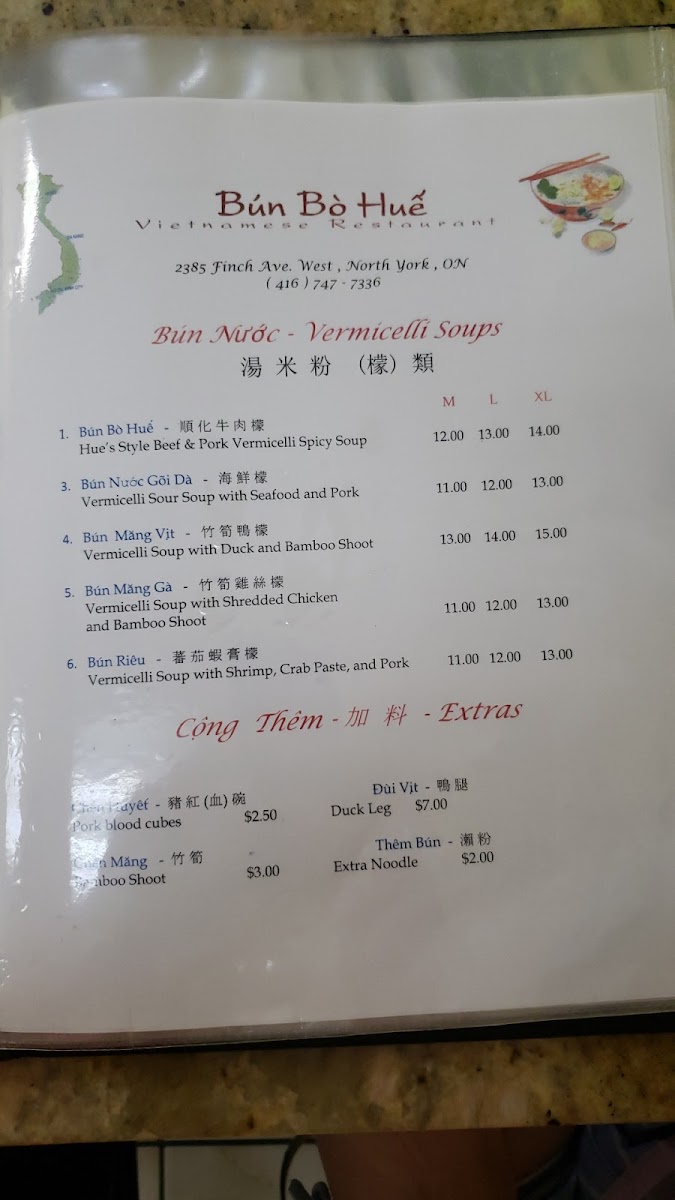 Bún Bò Huế
Vietnamese Restaurant
2385 Finch Ave. West , North York , ON
( 416 ) 747 - 7336
Bún Nước - Vermicelli Soups
湯 米 粉 (檬) 類
M L XL
1. Bún Bò Huế - 順化牛肉檬
Hue's Style Beef & Pork Vermicelli Spicy Soup 12.00 13.00 14.00
3. Bún Nước Gõi Dà - 海鮮檬
Vermicelli Sour Soup with Seafood and Pork 11.00 12.00 13.00
4. Bún Măng Vịt - 竹筍鴨檬
Vermicelli Soup with Duck and Bamboo Shoot 13.00 14.00 15.00
5. Bún Măng Gà - 竹筍雞絲檬
Vermicelli Soup with Shredded Chicken
and Bamboo Shoot 11.00 12.00 13.00
6. Bún Riêu - 蕃茄蝦膏檬
Vermicelli Soup with Shrimp, Crab Paste, and Pork 11.00 12.00 13.00
Cộng Thêm - 加 料 - Extras
- 豬紅(血)碗
Pork blood cubes $2.50
Măng - 竹筍
Bamboo Shoot $3.00
Đùi Vịt - 鴨腿
Duck Leg $7.00
Thêm Bún - 瀨粉
Extra Noodle $2.00